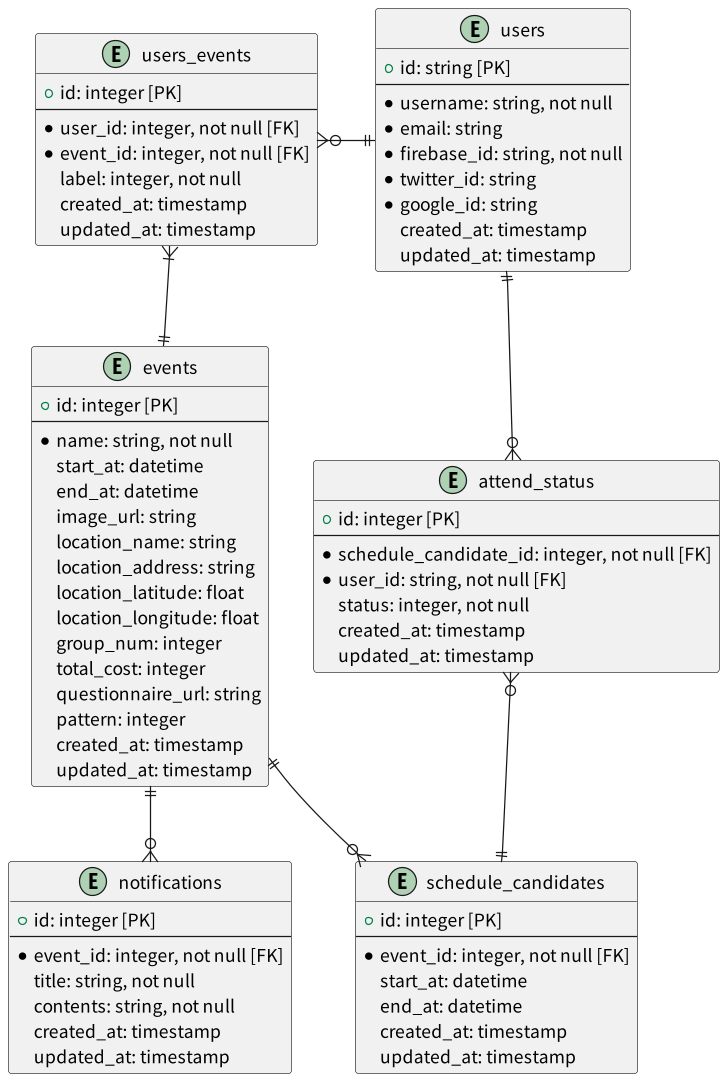 E users_events
id: integer [PK]
user_id: integer, not null [FK]
event_id: integer, not null [FK]
label: integer, not null
created_at: timestamp
updated_at: timestamp
E users
id: string [PK]
username: string, not null
email: string
firebase_id: string, not null
twitter_id: string
google_id: string
created_at: timestamp
updated_at: timestamp
E events
id: integer [PK]
name: string, not null
start_at: datetime
end_at: datetime
image_url: string
location_name: string
location_address: string
location_latitude: float
location_longitude: float
group_num: integer
total_cost: integer
questionnaire_url: string
pattern: integer
created_at: timestamp
updated_at: timestamp
E attend_status
id: integer [PK]
schedule_candidate_id: integer, not null [FK]
user_id: string, not null [FK]
status: integer, not null
created_at: timestamp
updated_at: timestamp
E notifications
id: integer [PK]
event_id: integer, not null [FK]
title: string, not null
contents: string, not null
created_at: timestamp
updated_at: timestamp
E schedule_candidates
id: integer [PK]
event_id: integer, not null [FK]
start_at: datetime
end_at: datetime
created_at: timestamp
updated_at: timestamp